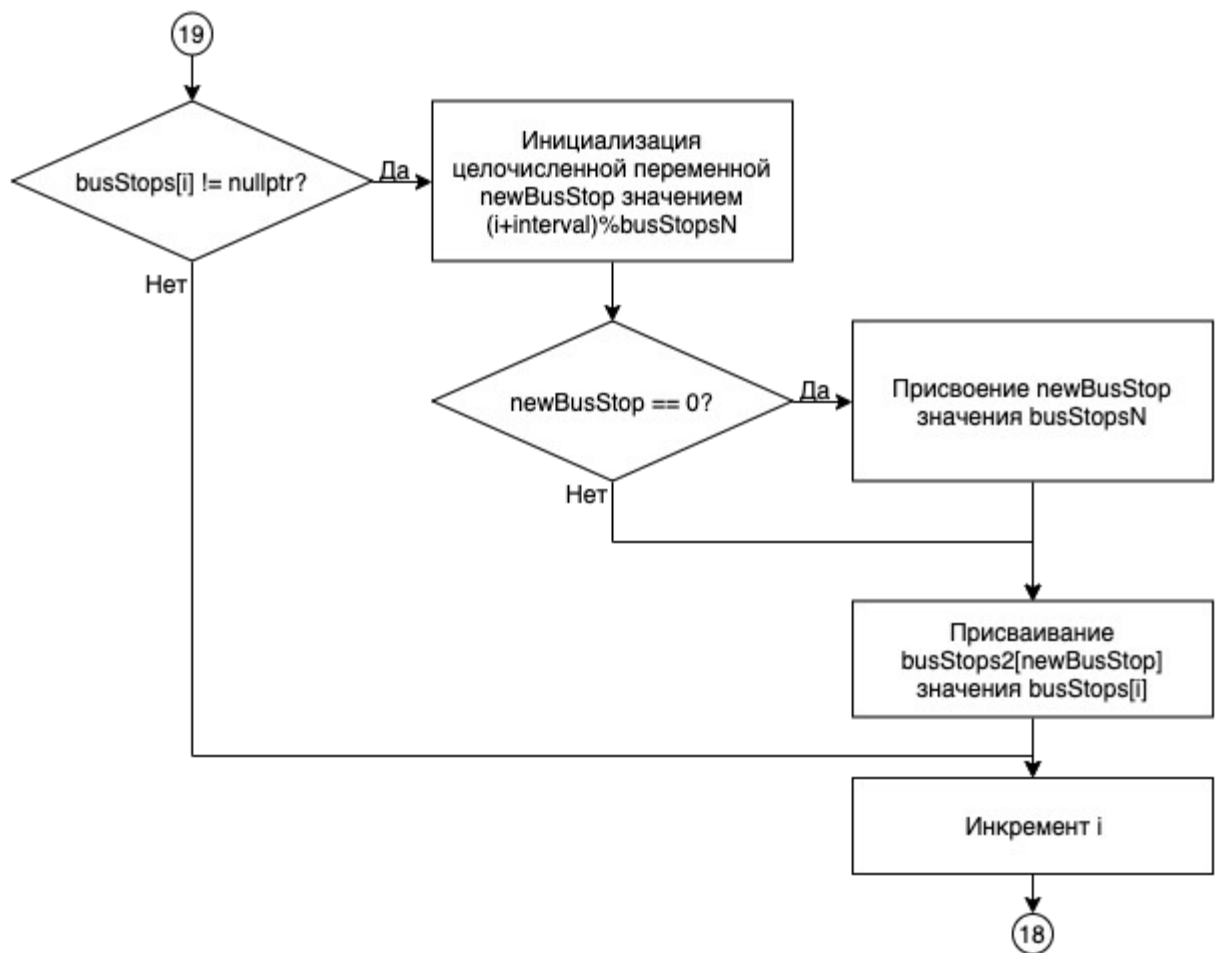 19
busStops[i] != nullptr?
Да
Инициализация
целочисленной переменной
newBusStop значением
(i+interval)%busStopsN
Нет
newBusStop == 0?
Да
Присвоение newBusStop
значения busStopsN
Нет
Присваивание
busStops2[newBusStop]
значения busStops[i]
Инкремент i
18